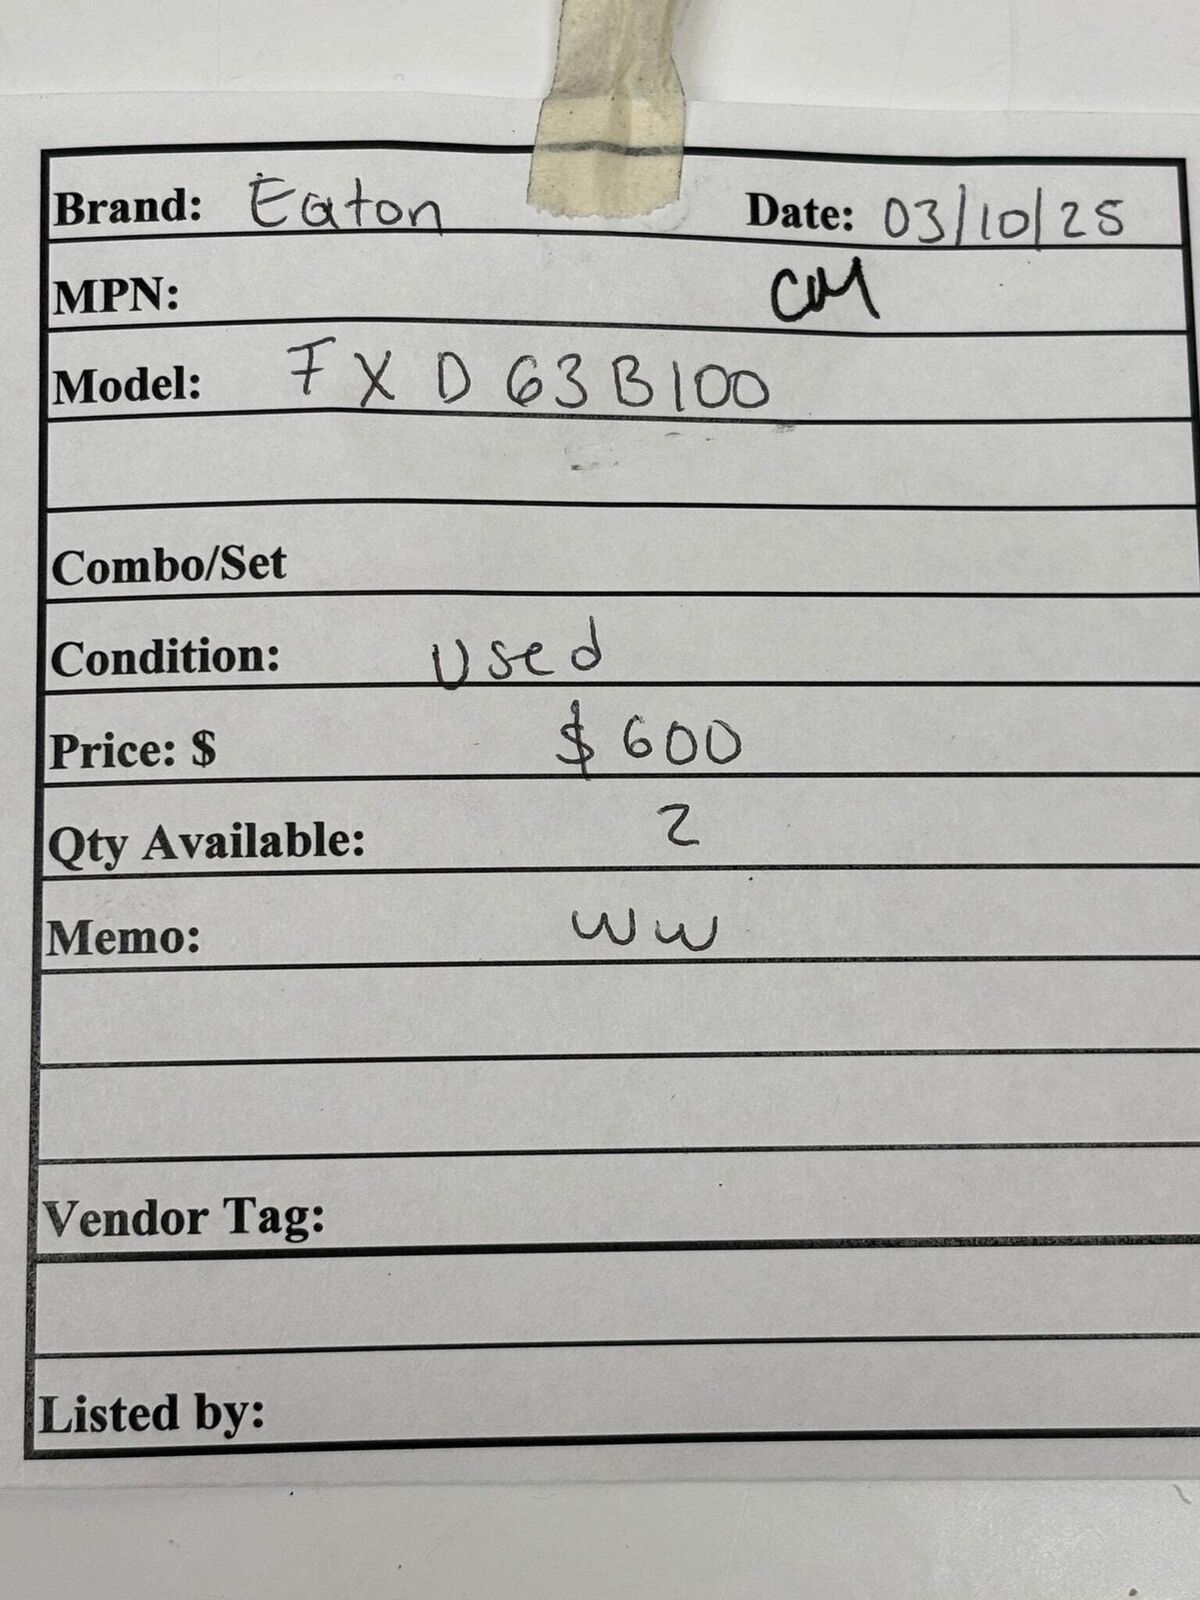 Brand: Eaton Date: 03/10/25
MPN: CM
Model: FXD63B100
Combo/Set
Condition: Used
Price: $ $600
Qty Available: 2
Memo: WW
Vendor Tag:
Listed by: